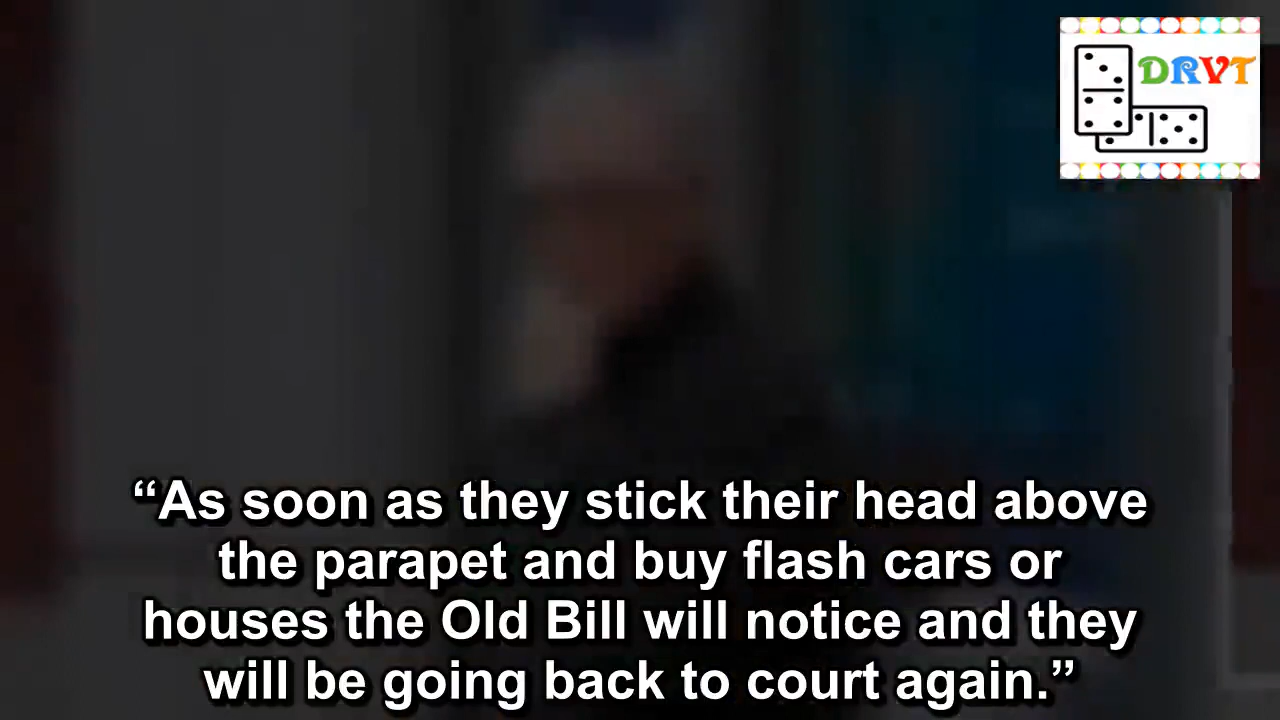 DRVT
“As soon as they stick their head above
the parapet and buy flash cars or
houses the Old Bill will notice and they
will be going back to court again.”